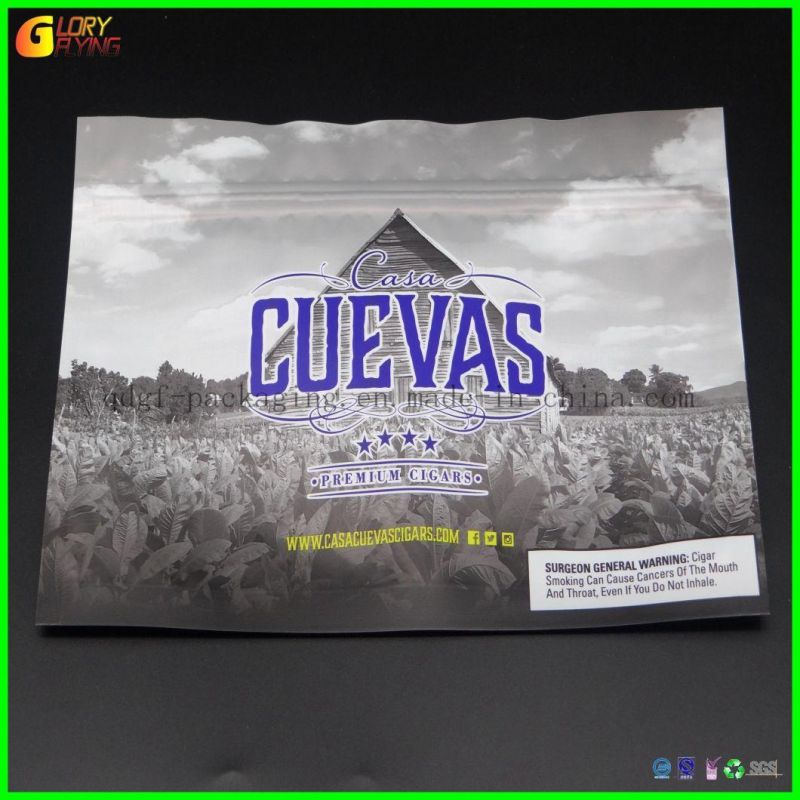 GLORY
FLYING
Casa
CUEVAS
qdgf-packaging.en.made-in-china.com
PREMIUM CIGARS
WWW.CASACUEVASCIGARS.COM
SURGEON GENERAL WARNING: Cigar
Smoking Can Cause Cancers Of The Mouth
And Throat, Even If You Do Not Inhale.
SGS